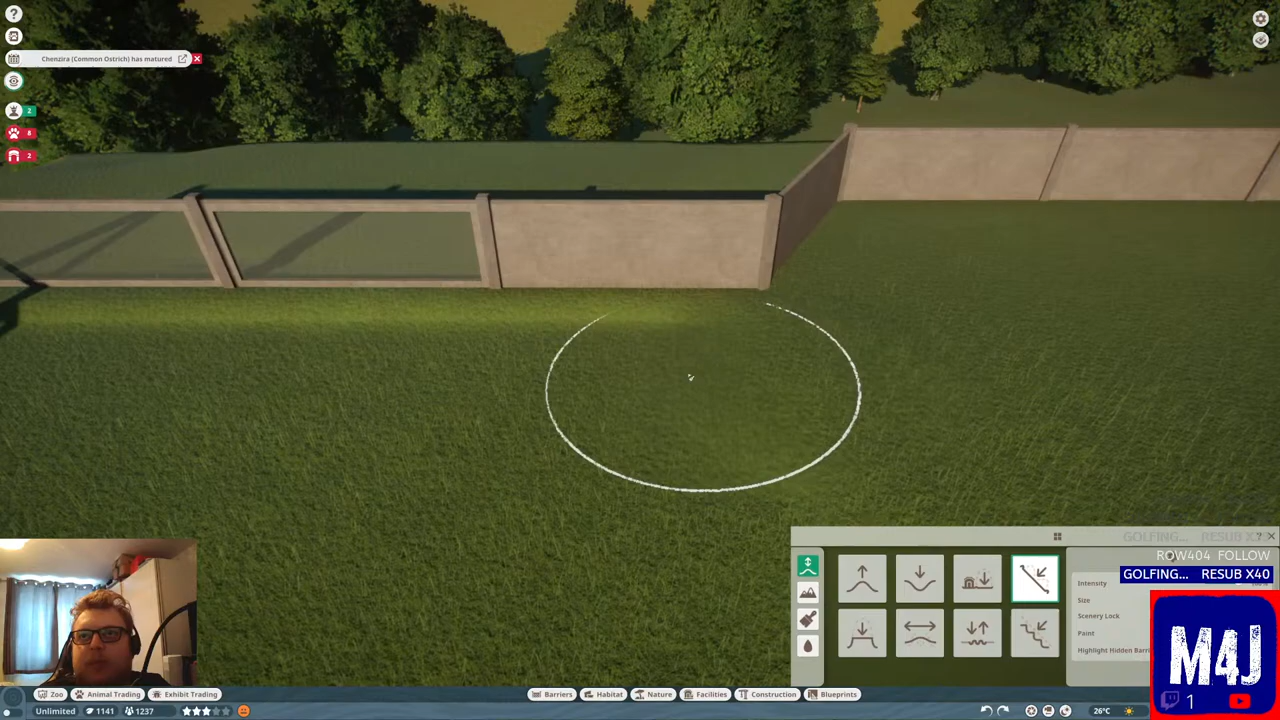 Chenzira (Common Ostrich) has matured
2
8
2
GOLFING... RESUB X
ROW404 FOLLOW
GOLFING... RESUB X40
Intensity
Size
Scenery Lock
Paint
Highlight Hidden Barri
M4J
1
Zoo
Animal Trading
Exhibit Trading
Barriers
Habitat
Nature
Facilities
Construction
Blueprints
Unlimited
1141
1237
26°C